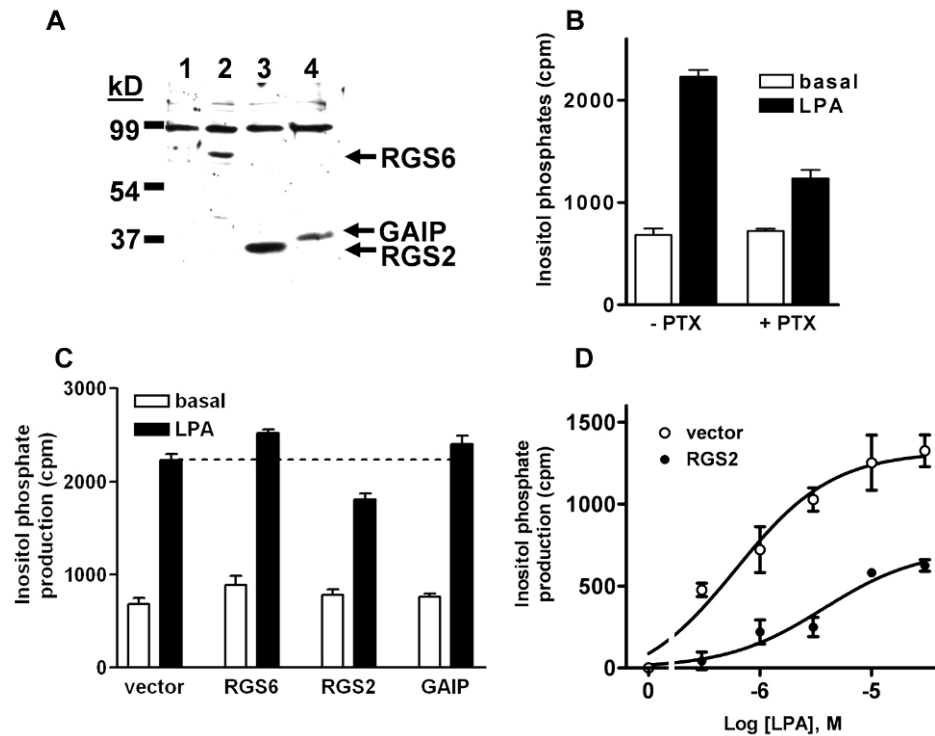 A
1 2 3 4
kD
99
54
37
RGS6
GAIP
RGS2
B
Inositol phosphates (cpm)
2000
1000
0
basal
LPA
- PTX
+ PTX
C
Inositol phosphate
production (cpm)
3000
2000
1000
0
basal
LPA
vector
RGS6
RGS2
GAIP
D
Inositol phosphate
production (cpm)
1500
1000
500
0
vector
RGS2
0
-6
-5
Log [LPA], M